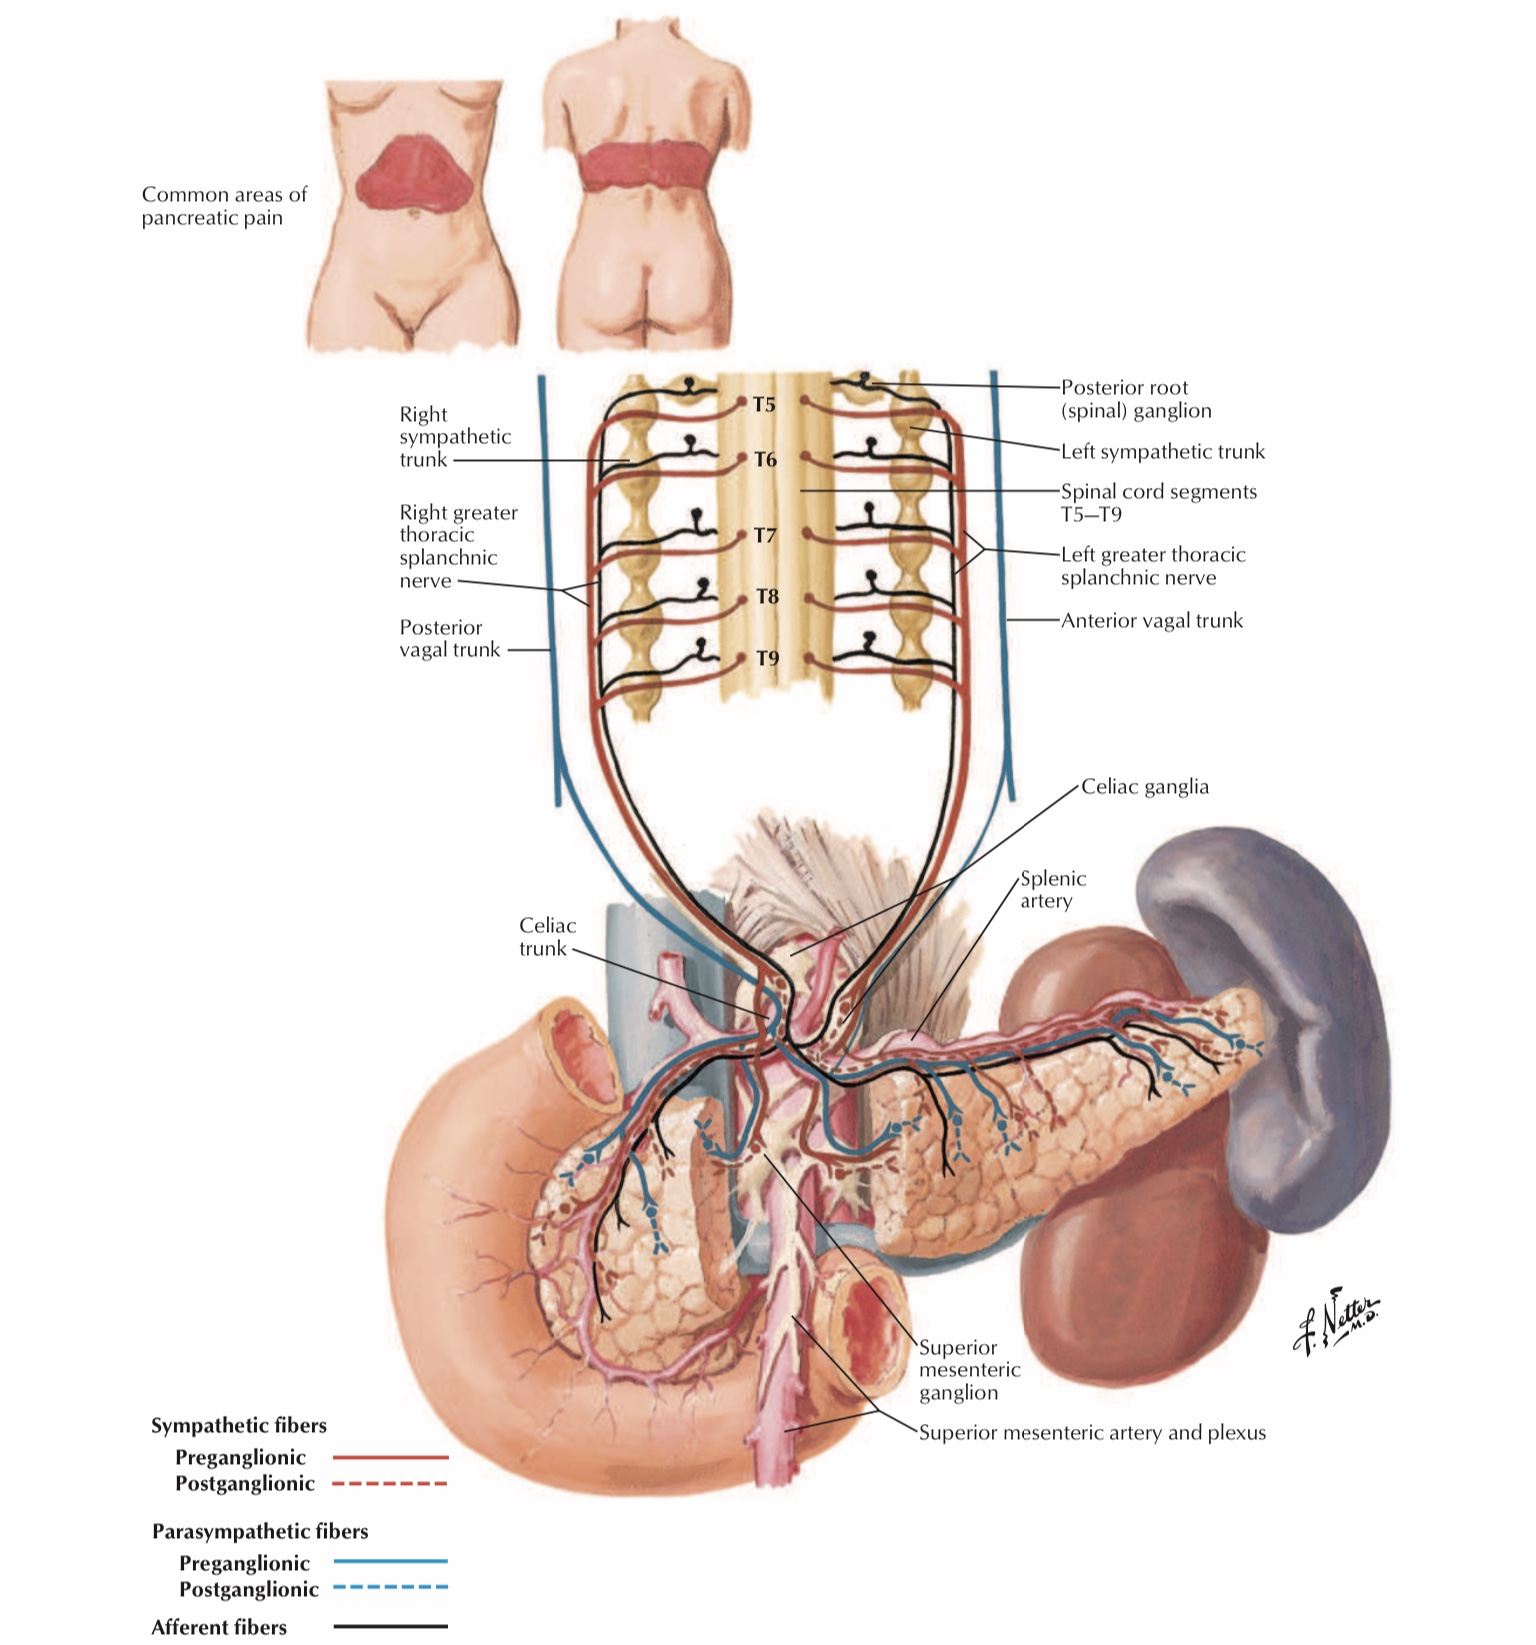 Common areas of
pancreatic pain
Right
sympathetic
trunk
Right greater
thoracic
splanchnic
nerve
Posterior
vagal trunk
T5
T6
T7
T8
T9
Posterior root
(spinal) ganglion
Left sympathetic trunk
Spinal cord segments
T5—T9
Left greater thoracic
splanchnic nerve
Anterior vagal trunk
Celiac ganglia
Splenic
artery
Celiac
trunk
Superior
mesenteric
ganglion
Superior mesenteric artery and plexus
F. Netter
M.D.
Sympathetic fibers
Preganglionic
Postganglionic
Parasympathetic fibers
Preganglionic
Postganglionic
Afferent fibers